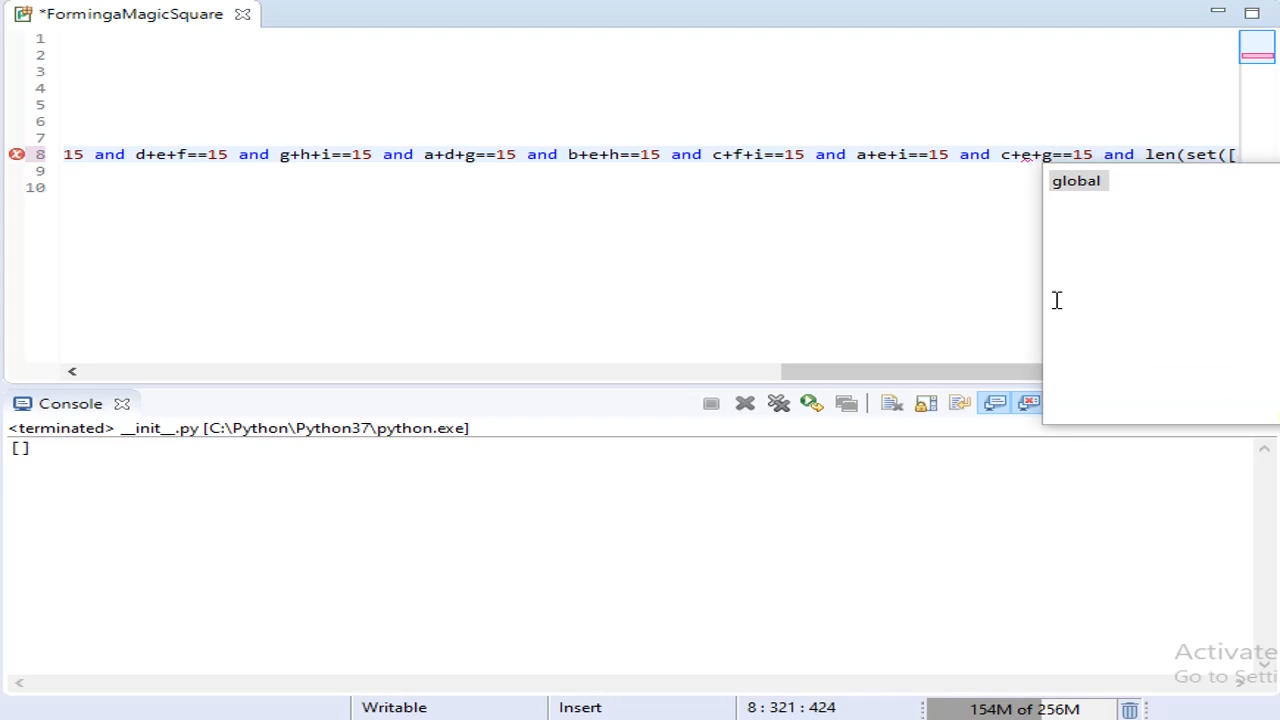 *FormingaMagicSquare
1
2
3
4
5
6
7
8 15 and d+e+f==15 and g+h+i==15 and a+d+g==15 and b+e+h==15 and c+f+i==15 and a+e+i==15 and c+e+g==15 and len(set([
9
10
global
Console
<terminated> __init__.py [C:\Python\Python37\python.exe]
[]
Activate
Go to Setti
Writable Insert 8 : 321 : 424 154M of 256M